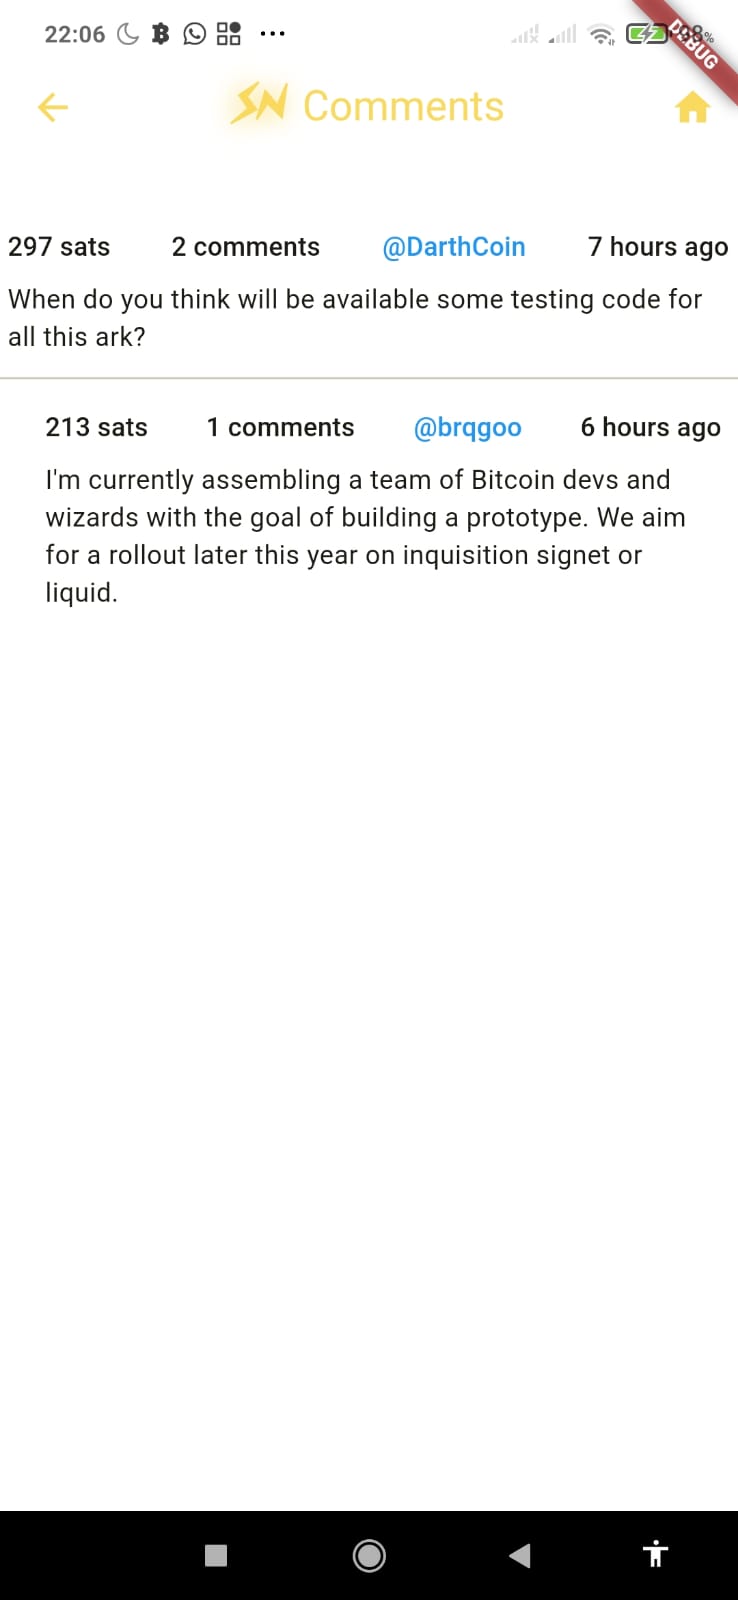 22:06
98%
DEBUG
SN Comments
297 sats 2 comments @DarthCoin 7 hours ago
When do you think will be available some testing code for
all this ark?
213 sats 1 comments @brqgoo 6 hours ago
I'm currently assembling a team of Bitcoin devs and
wizards with the goal of building a prototype. We aim
for a rollout later this year on inquisition signet or
liquid.